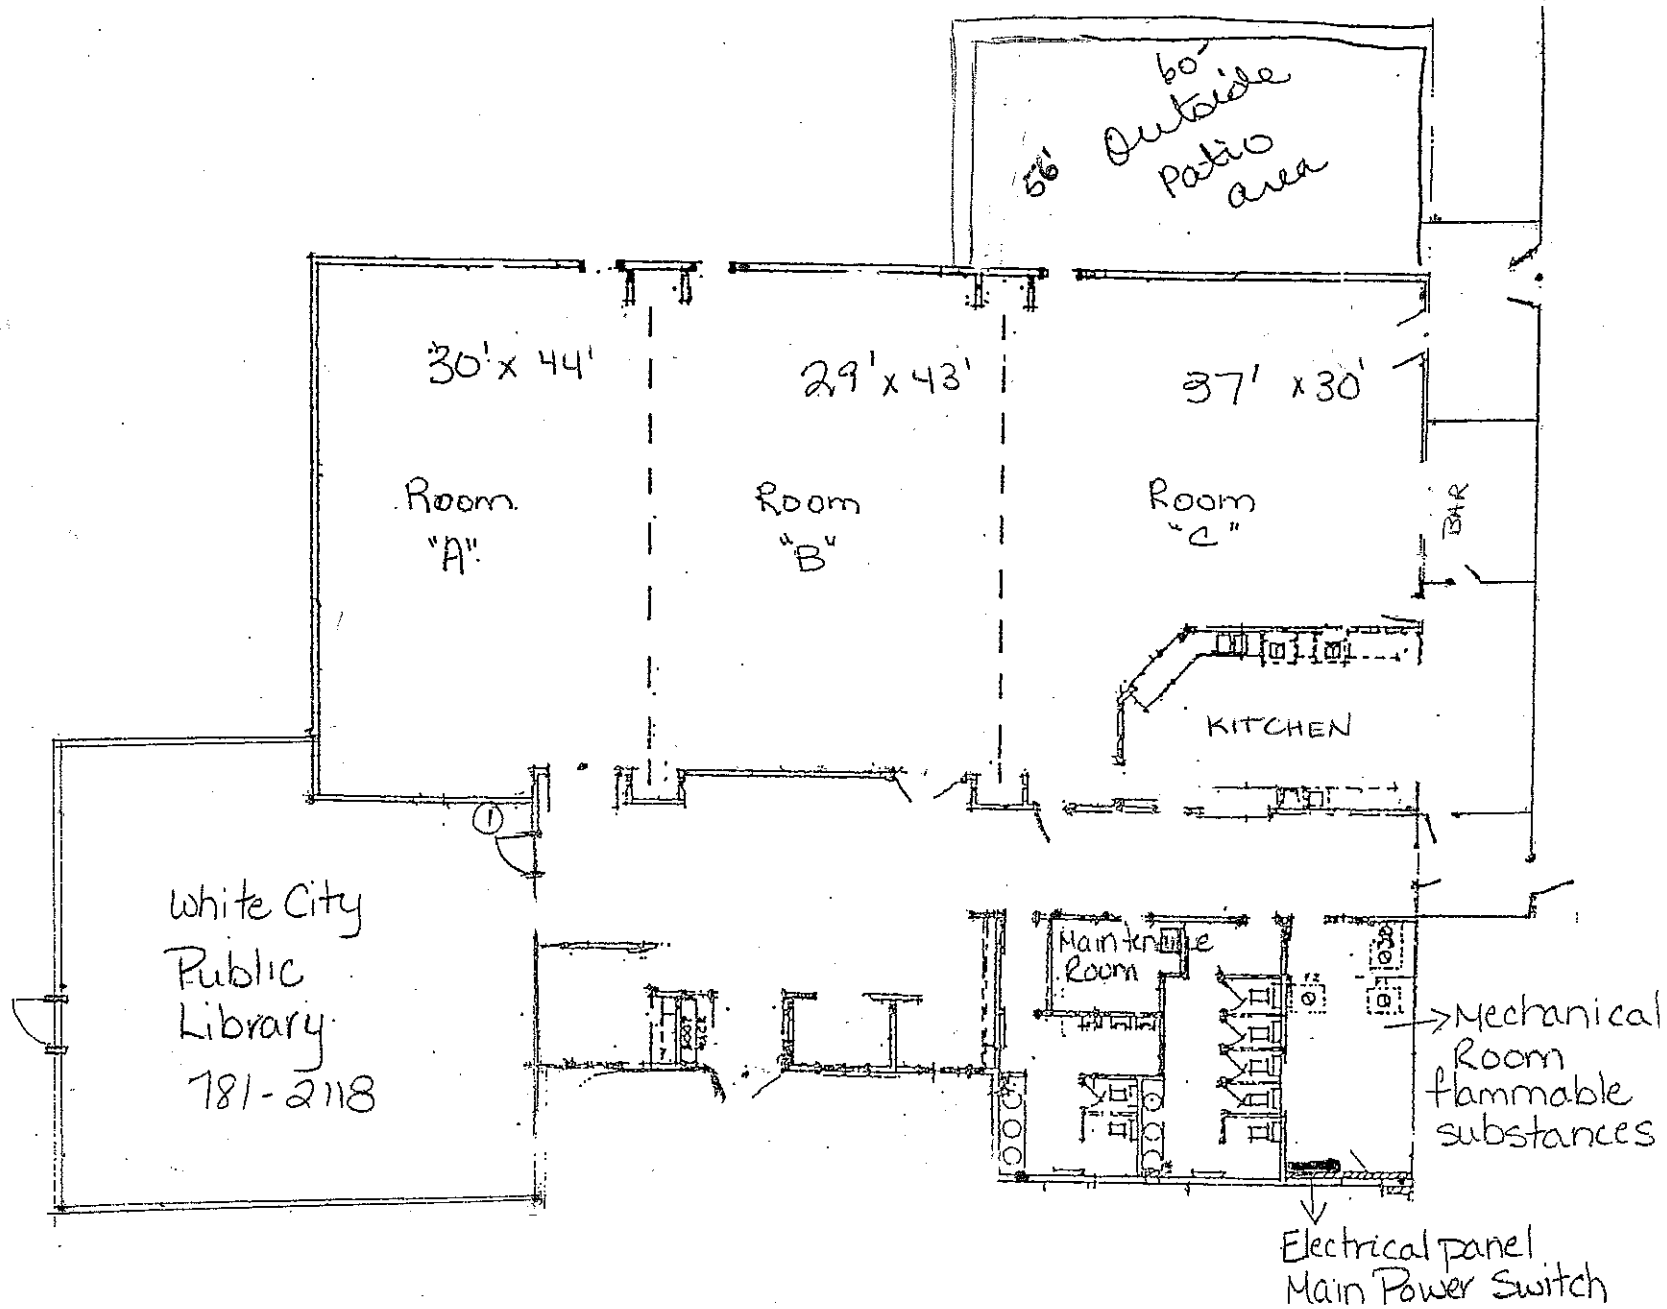 60'
Outside
Patio
area
56'
30' x 44'
29' x 43'
37' x 30'
Room
"A"
Room
"B"
Room
"C"
BAR
KITCHEN
1
White City
Public
Library
781-2118
Room
Mechanical
Room
flammable
substances
Electrical panel
Main Power Switch